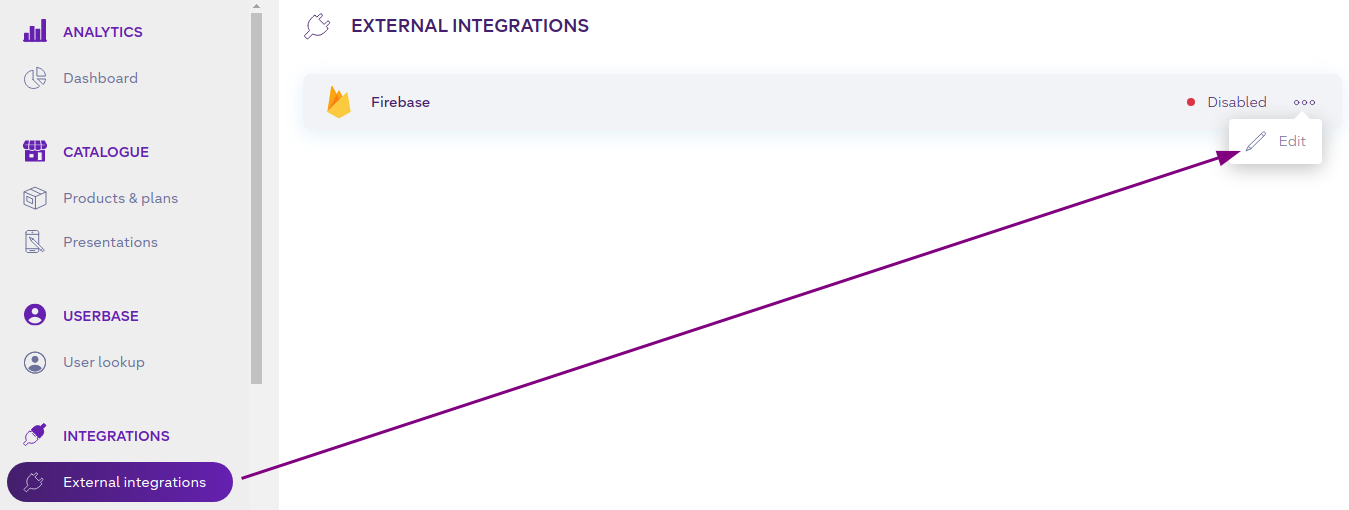 ANALYTICS
Dashboard
CATALOGUE
Products & plans
Presentations
USERBASE
User lookup
INTEGRATIONS
External integrations
EXTERNAL INTEGRATIONS
Firebase
Disabled
Edit